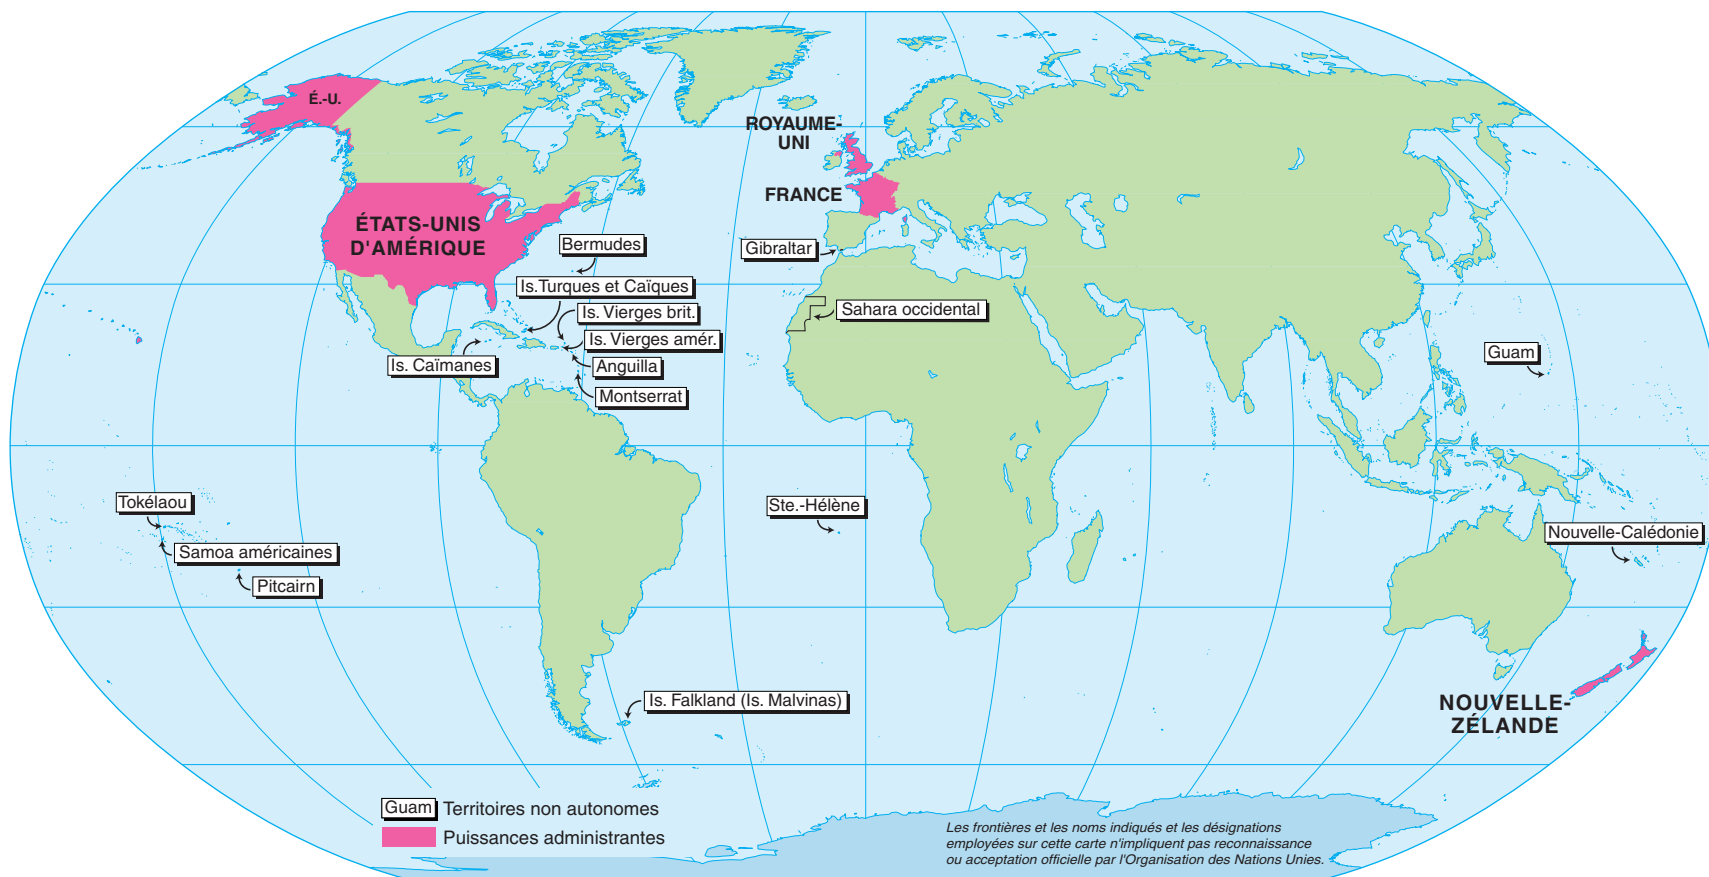 É.-U.
ROYAUME-
UNI
FRANCE
ÉTATS-UNIS
D'AMÉRIQUE
Bermudes
Gibraltar
Is.Turques et Caïques
Is. Vierges brit.
Sahara occidental
Is. Vierges amér.
Guam
Is. Caïmanes
Anguilla
Montserrat
Tokélaou
Ste.-Hélène
Nouvelle-Calédonie
Samoa américaines
Pitcairn
Is. Falkland (Is. Malvinas)
NOUVELLE-
ZÉLANDE
Guam Territoires non autonomes
Puissances administrantes
Les frontières et les noms indiqués et les désignations
employées sur cette carte n'impliquent pas reconnaissance
ou acceptation officielle par l'Organisation des Nations Unies.